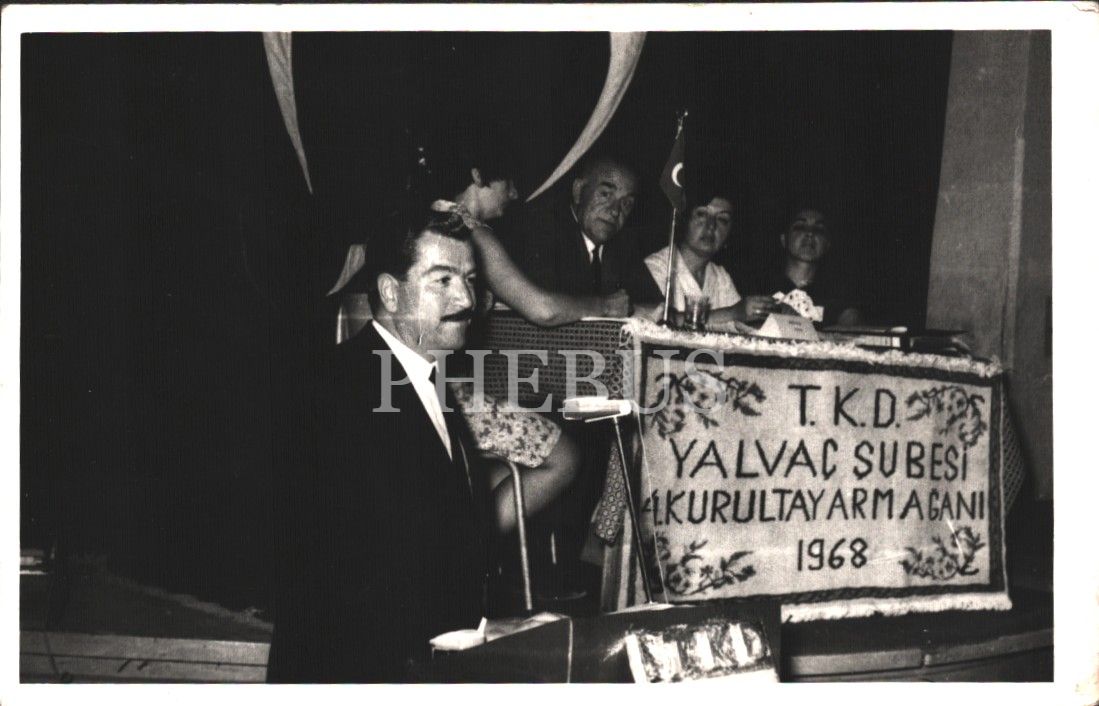 PHEBUS
T.K.D.
YALVAÇ ŞUBESİ
KURULTAY ARMAĞANI
1968